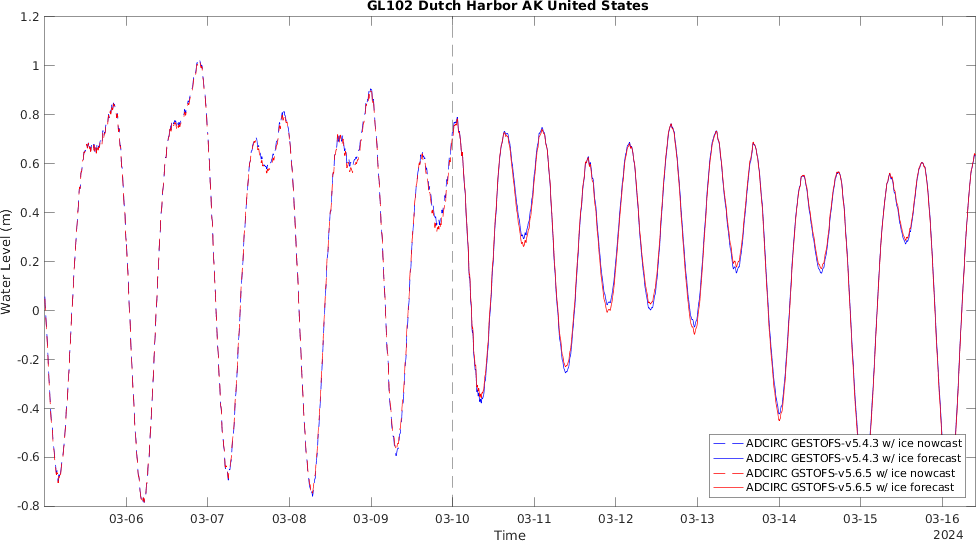 GL102 Dutch Harbor AK United States
1.2
1
0.8
0.6
0.4
0.2
0
-0.2
-0.4
-0.6
-0.8
Water Level (m)
ADCIRC GESTOFS-v5.4.3 w/ ice nowcast
ADCIRC GESTOFS-v5.4.3 w/ ice forecast
ADCIRC GSTOFS-v5.6.5 w/ ice nowcast
ADCIRC GSTOFS-v5.6.5 w/ ice forecast
03-06 03-07 03-08 03-09 03-10 03-11 03-12 03-13 03-14 03-15 03-16
Time
2024